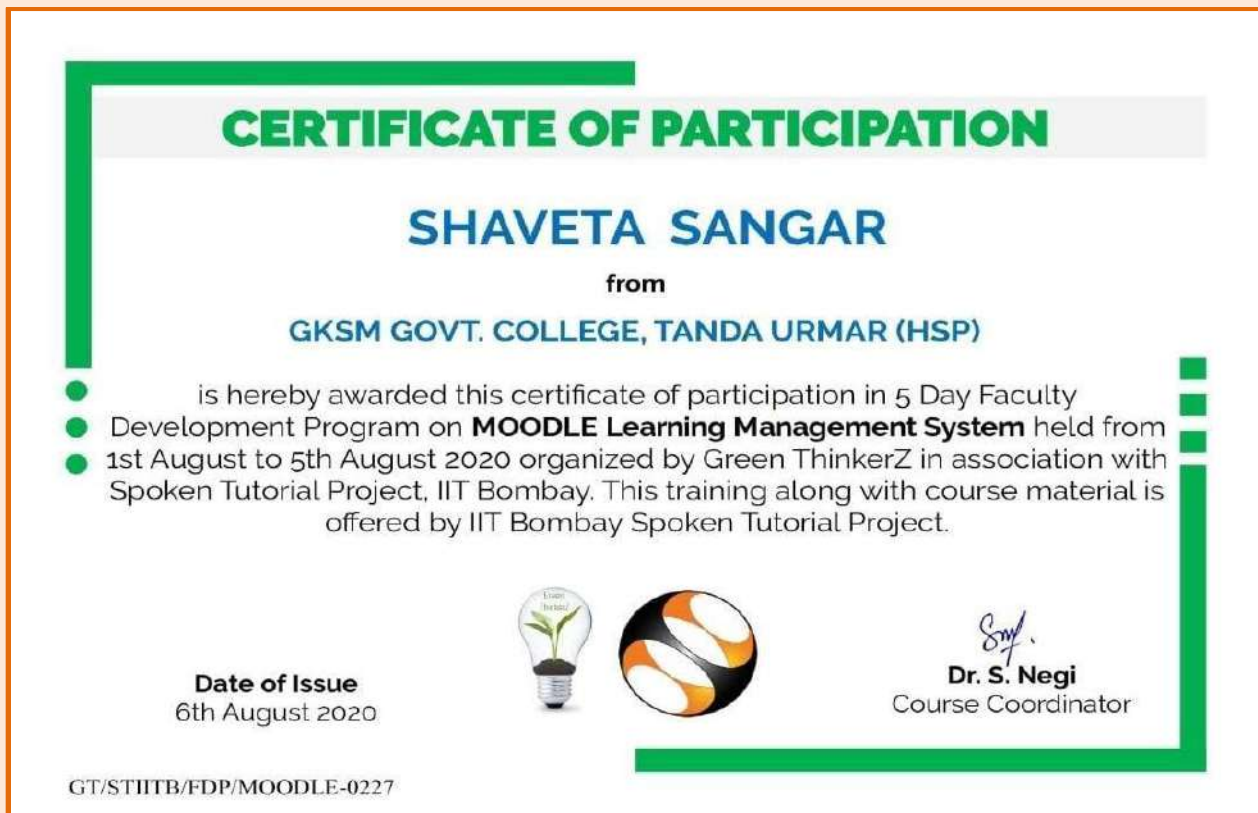 CERTIFICATE OF PARTICIPATION
SHAVETA SANGAR
from
GKSM GOVT. COLLEGE, TANDA URMAR (HSP)
is hereby awarded this certificate of participation in 5 Day Faculty
Development Program on MOODLE Learning Management System held from
1st August to 5th August 2020 organized by Green ThinkerZ in association with
Spoken Tutorial Project, IIT Bombay. This training along with course material is
offered by IIT Bombay Spoken Tutorial Project.
Date of Issue
6th August 2020
Dr. S. Negi
Course Coordinator
GT/STIITB/FDP/MOODLE-0227